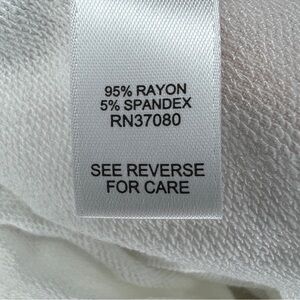 95% RAYON
5% SPANDEX
RN37080
SEE REVERSE
FOR CARE